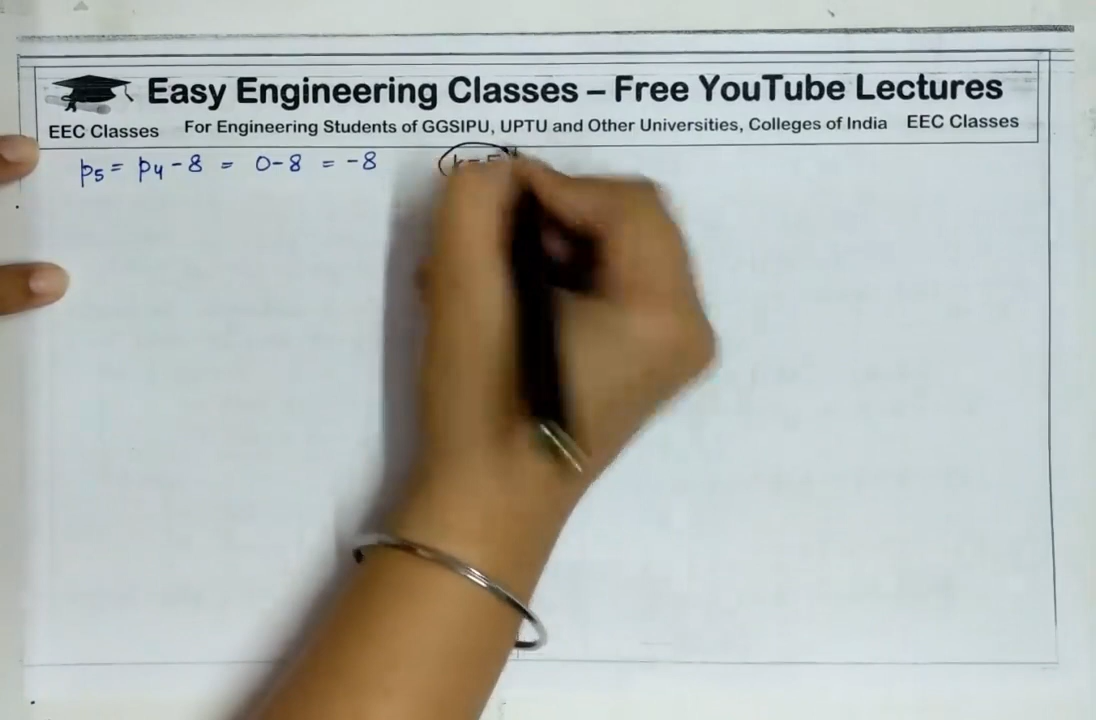 Easy Engineering Classes – Free YouTube Lectures
EEC Classes For Engineering Students of GGSIPU, UPTU and Other Universities, Colleges of India EEC Classes
p5 = p4 - 8 = 0 - 8 = -8